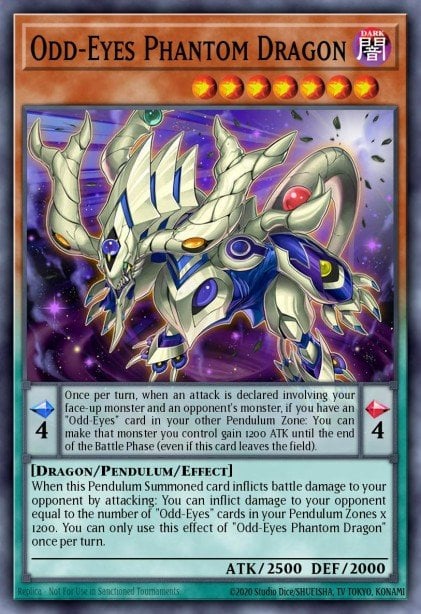 Odd-Eyes Phantom Dragon
DARK
闇
Once per turn, when an attack is declared involving your
face-up monster and an opponent's monster, if you have an
"Odd-Eyes" card in your other Pendulum Zone: You can
make that monster you control gain 1200 ATK until the end
of the Battle Phase (even if this card leaves the field).
4
4
[Dragon/Pendulum/Effect]
When this Pendulum Summoned card inflicts battle damage to your
opponent by attacking: You can inflict damage to your opponent
equal to the number of "Odd-Eyes" cards in your Pendulum Zones x
1200. You can only use this effect of "Odd-Eyes Phantom Dragon"
once per turn.
ATK/2500 DEF/2000
Replica - Not For Use in Sanctioned Tournaments
©2020 Studio Dice/SHUEISHA, TV TOKYO, KONAMI